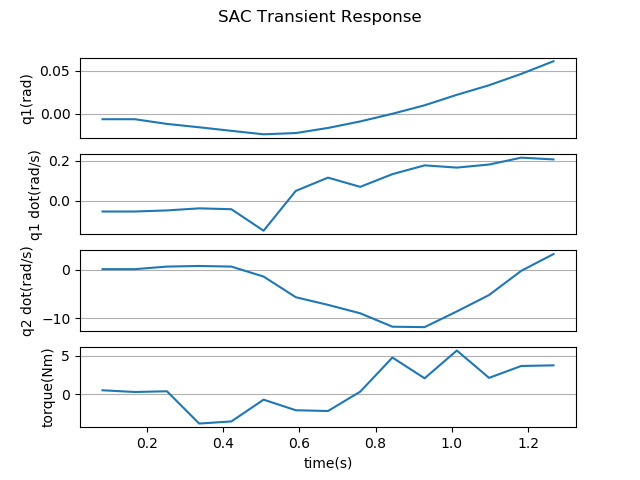 SAC Transient Response
q1(rad)
0.05
0.00
q1 dot(rad/s)
0.2
0.0
q2 dot(rad/s)
0
−10
torque(Nm)
5
0
0.2 0.4 0.6 0.8 1.0 1.2
time(s)